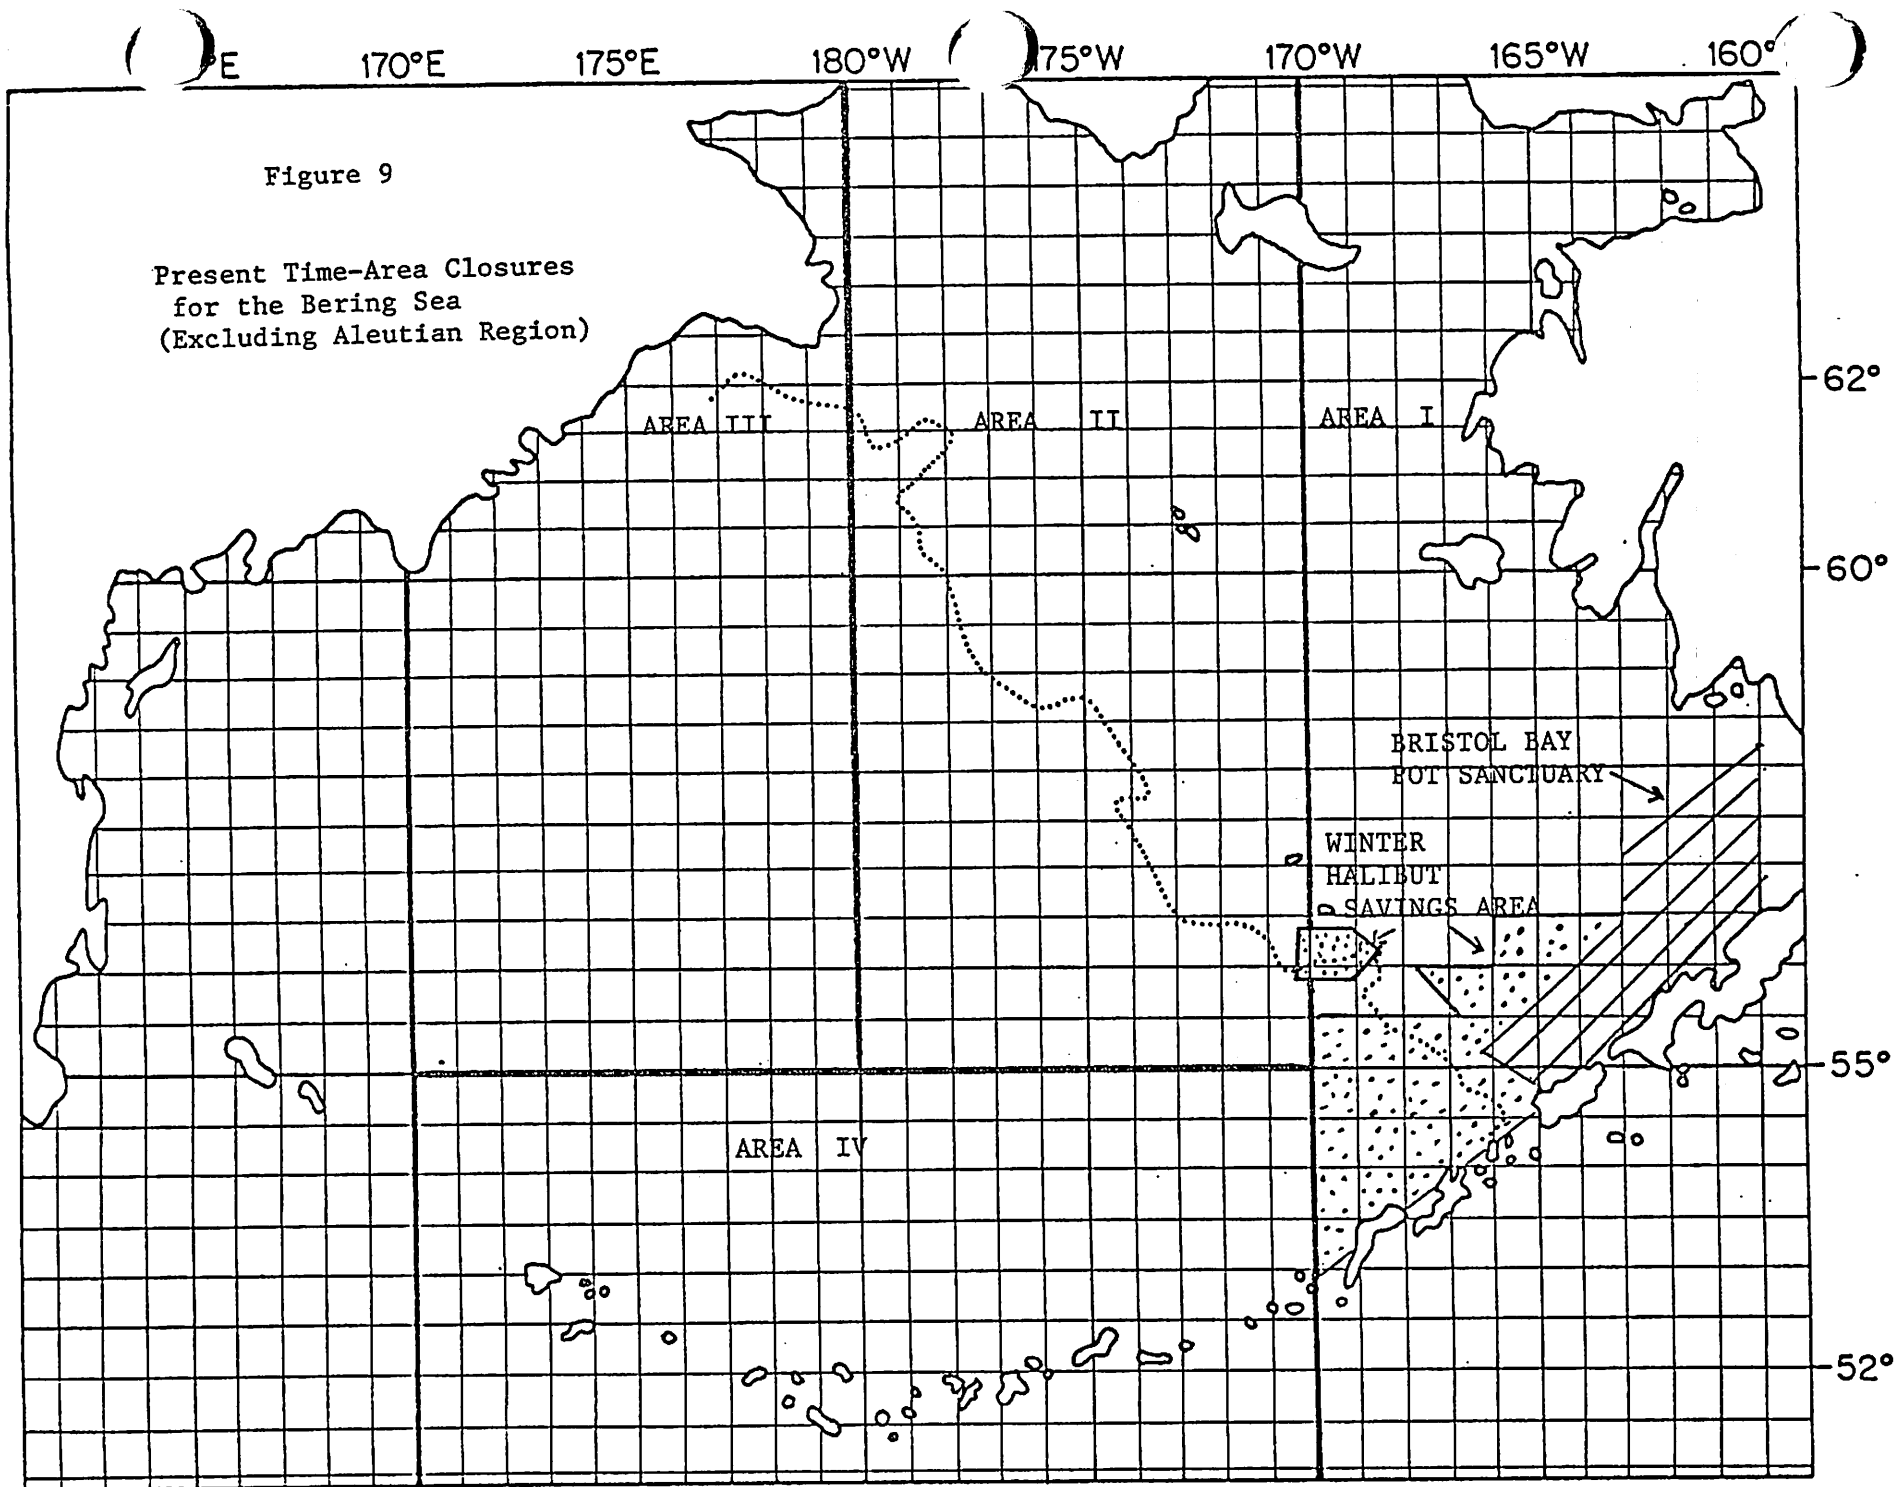 °E 170°E 175°E 180°W 75°W 170°W 165°W 160°
Figure 9
Present Time-Area Closures
for the Bering Sea
(Excluding Aleutian Region)
62°
AREA III AREA II AREA I
60°
BRISTOL BAY
POT SANCTUARY
WINTER
HALIBUT
SAVINGS AREA
55°
AREA IV
52°